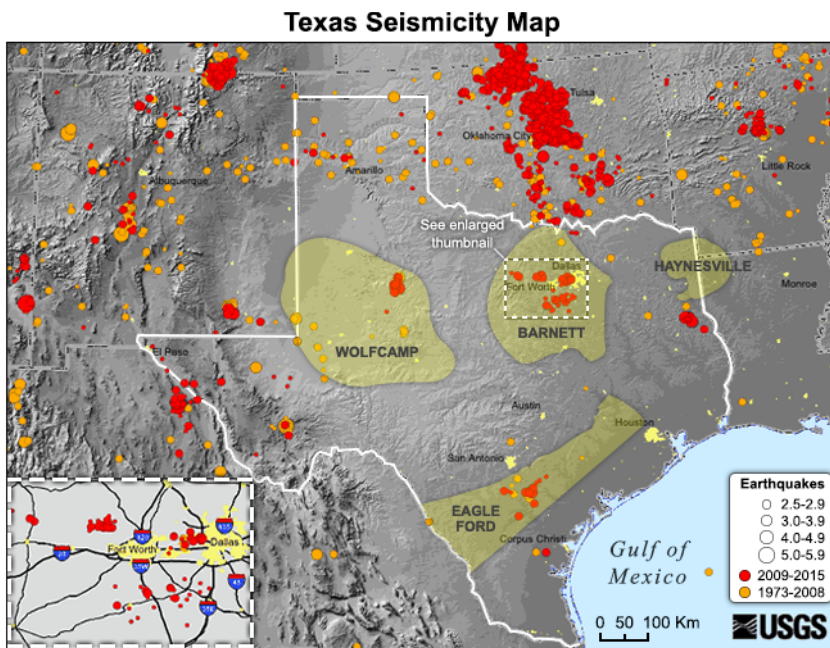 Texas Seismicity Map
Tulsa
Oklahoma City
Little Rock
Amarillo
Albuquerque
See enlarged
thumbnail
Dallas
Fort Worth
HAYNESVILLE
Monroe
BARNETT
WOLFCAMP
El Paso
Austin
Houston
San Antonio
EAGLE
FORD
Corpus Christi
Gulf of
Mexico
Earthquakes
2.5-2.9
3.0-3.9
4.0-4.9
5.0-5.9
2009-2015
1973-2008
0 50 100 Km
USGS
Fort Worth
Dallas